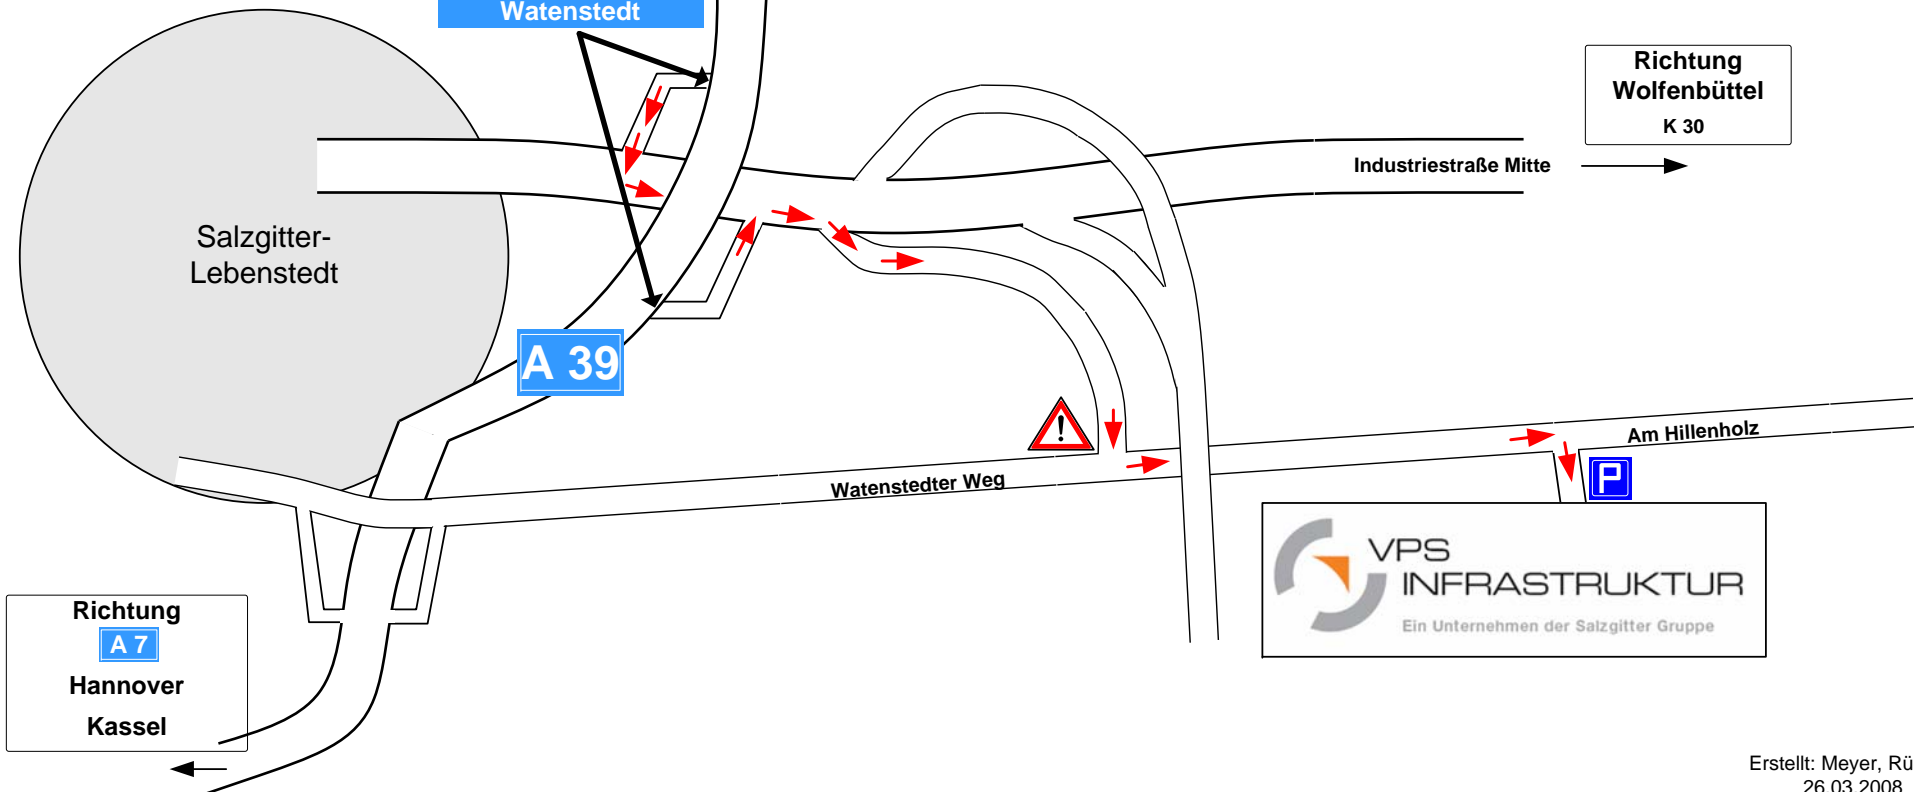 Watenstedt
Richtung
Wolfenbüttel
K 30
Industriestraße Mitte
Salzgitter-
Lebenstedt
A 39
!
Am Hillenholz
Watenstedter Weg
P
VPS
INFRASTRUKTUR
Ein Unternehmen der Salzgitter Gruppe
Richtung
A 7
Hannover
Kassel
Erstellt: Meyer, Rü
26.03.2008